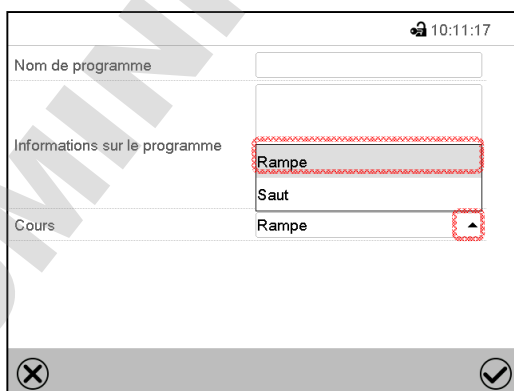 10:11:17
Nom de programme
Informations sur le programme
Rampe
Saut
Cours
Rampe